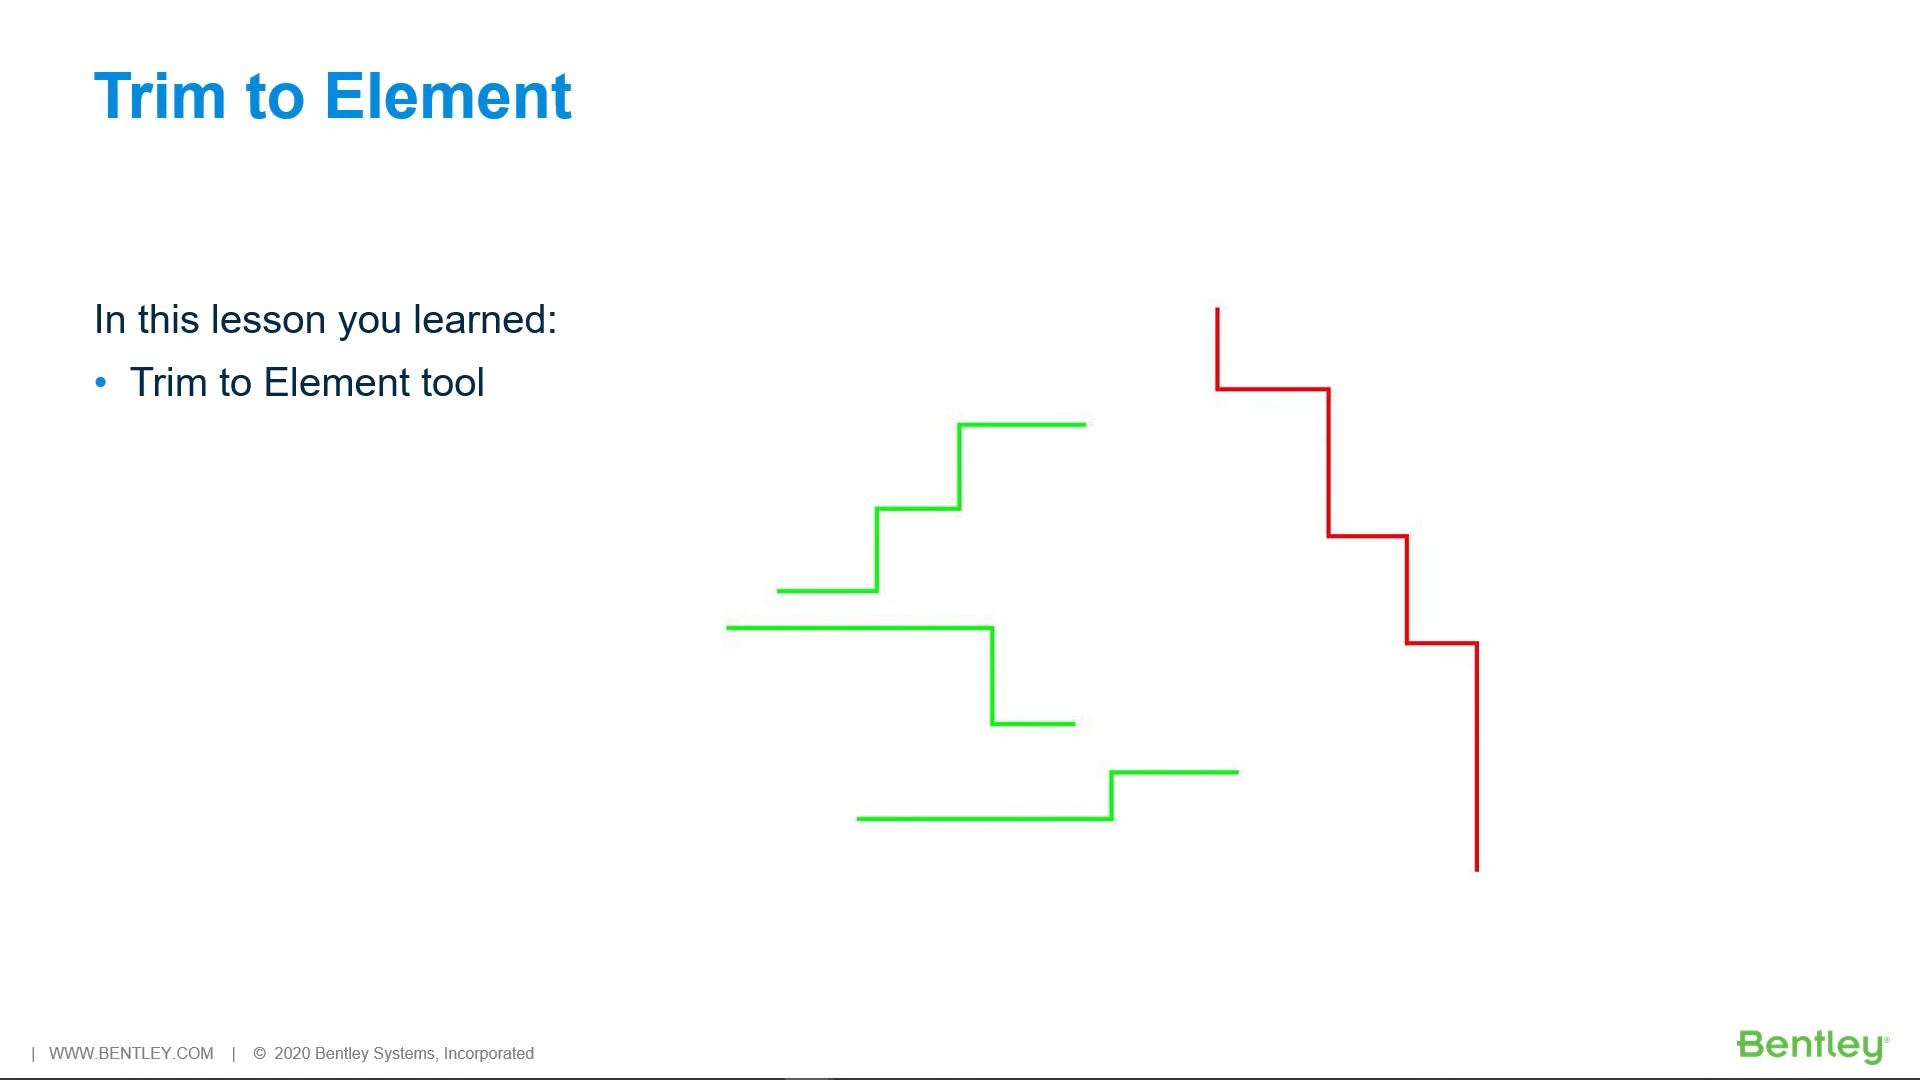 Trim to Element
In this lesson you learned:
• Trim to Element tool
| WWW.BENTLEY.COM | © 2020 Bentley Systems, Incorporated
Bentley®